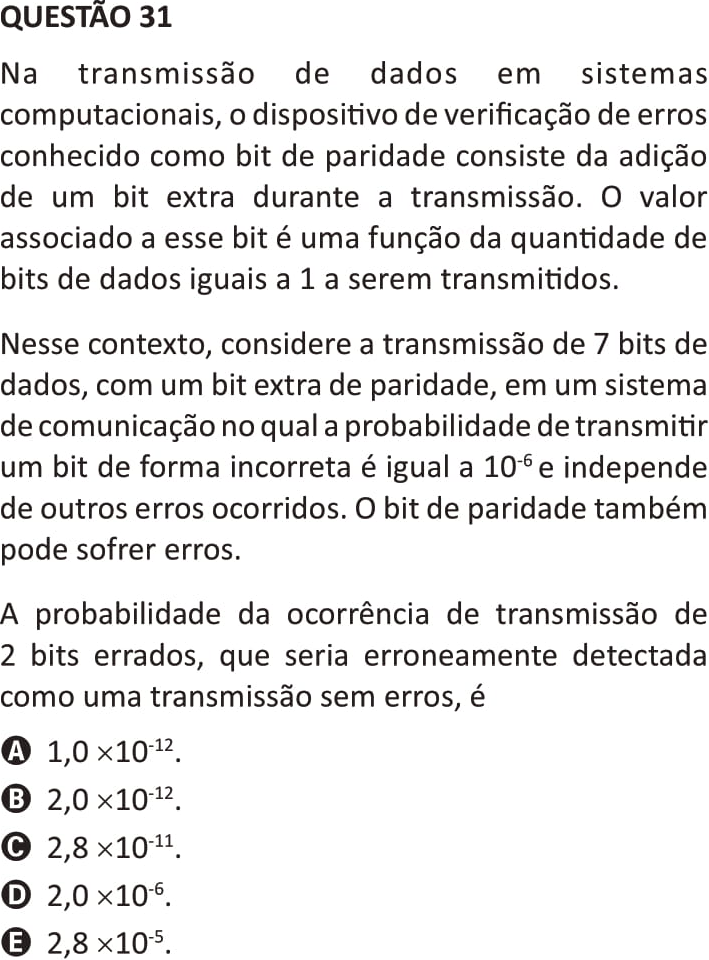 QUESTÃO 31
Na transmissão de dados em sistemas
computacionais, o dispositivo de verificação de erros
conhecido como bit de paridade consiste da adição
de um bit extra durante a transmissão. O valor
associado a esse bit é uma função da quantidade de
bits de dados iguais a 1 a serem transmitidos.
Nesse contexto, considere a transmissão de 7 bits de
dados, com um bit extra de paridade, em um sistema
de comunicação no qual a probabilidade de transmitir
um bit de forma incorreta é igual a 10⁻⁶ e independe
de outros erros ocorridos. O bit de paridade também
pode sofrer erros.
A probabilidade da ocorrência de transmissão de
2 bits errados, que seria erroneamente detectada
como uma transmissão sem erros, é
A 1,0 ×10⁻¹².
B 2,0 ×10⁻¹².
C 2,8 ×10⁻¹¹.
D 2,0 ×10⁻⁶.
E 2,8 ×10⁻⁵.